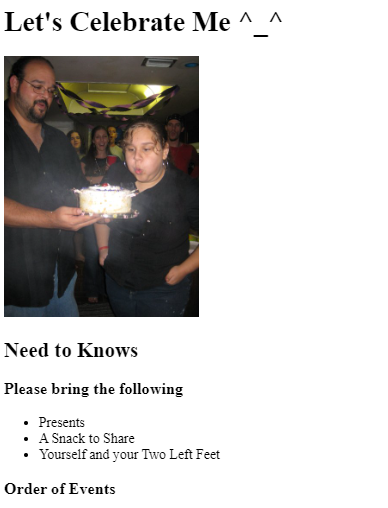 Let's Celebrate Me ^_^
Need to Knows
Please bring the following
Presents
A Snack to Share
Yourself and your Two Left Feet
Order of Events